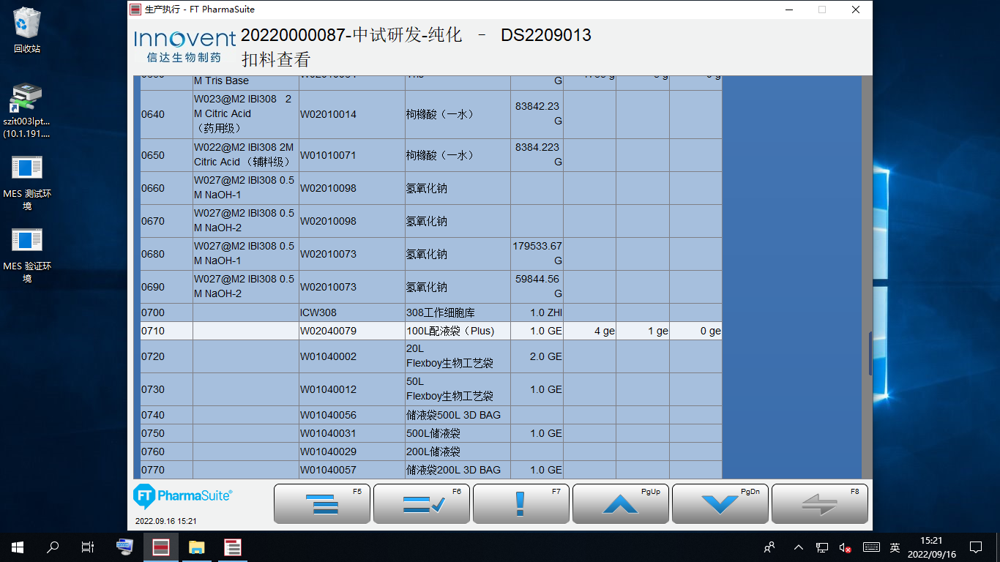 回收站
szit003lpt...
(10.1.191....
MES 测试环
境
MES 验证环
境
生产执行 - FT PharmaSuite
Innovent
信达生物制药
20220000087-中试研发-纯化 - DS2209013
扣料查看
M Tris Base G
0640 W023@M2 IBI308 2 M Citric Acid （药用级） W02010014 枸橼酸（一水） 83842.23 G
0650 W022@M2 IBI308 2M Citric Acid （辅料级） W01010071 枸橼酸（一水） 8384.223 G
0660 W027@M2 IBI308 0.5 M NaOH-1 W02010098 氢氧化钠
0670 W027@M2 IBI308 0.5 M NaOH-2 W02010098 氢氧化钠
0680 W027@M2 IBI308 0.5 M NaOH-1 W02010073 氢氧化钠 179533.67 G
0690 W027@M2 IBI308 0.5 M NaOH-2 W02010073 氢氧化钠 59844.56 G
0700 ICW308 308工作细胞库 1.0 ZHI
0710 W02040079 100L配液袋（Plus) 1.0 GE 4 ge 1 ge 0 ge
0720 W01040002 20L Flexboy生物工艺袋 2.0 GE
0730 W01040012 50L Flexboy生物工艺袋 1.0 GE
0740 W01040056 储液袋500L 3D BAG
0750 W01040031 500L储液袋 1.0 GE
0760 W01040029 200L储液袋
0770 W01040057 储液袋200L 3D BAG 1.0 GE
FT PharmaSuite®
2022.09.16 15:21
F5 F6 F7 PgUp PgDn F8
英
15:21
2022/09/16